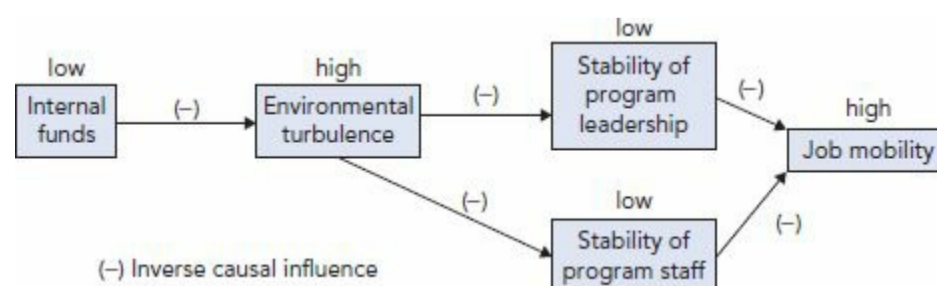 low
Internal
funds
(–)
high
Environmental
turbulence
(–)
(–)
low
Stability of
program
leadership
(–)
low
Stability of
program staff
(–)
high
Job mobility
(–) Inverse causal influence